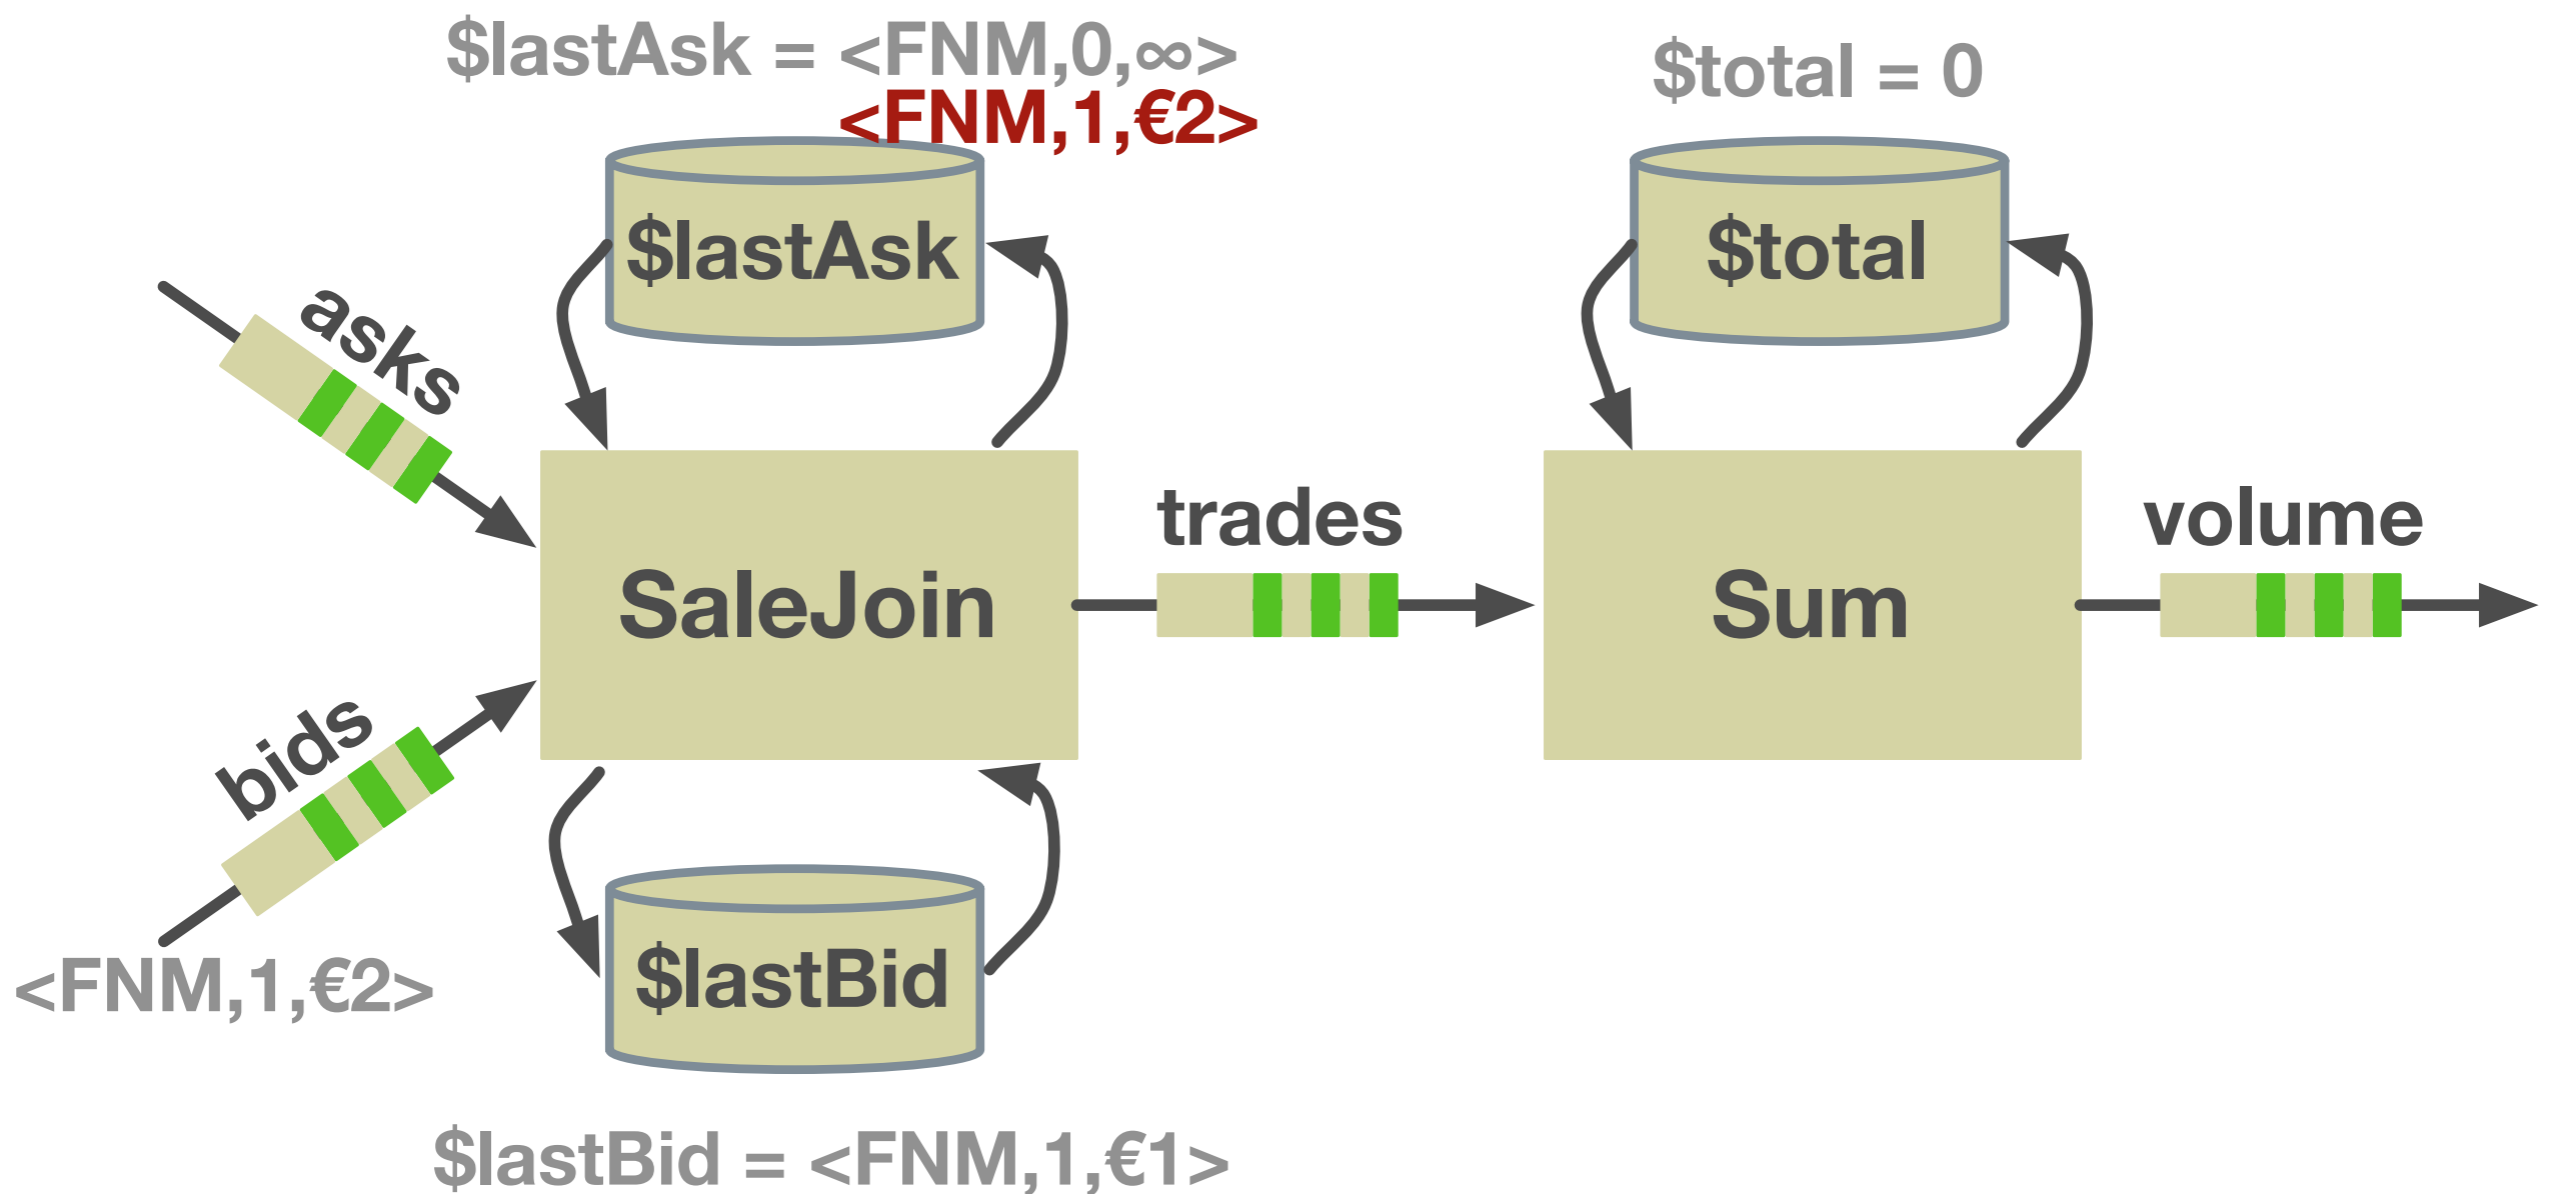 $lastAsk = <FNM,0,∞>
<FNM,1,€2>
$total = 0
$lastAsk
$total
asks
trades
volume
SaleJoin
Sum
bids
<FNM,1,€2>
$lastBid
$lastBid = <FNM,1,€1>